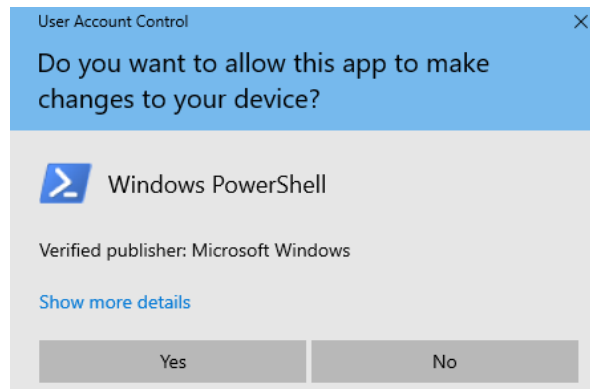 User Account Control
Do you want to allow this app to make
changes to your device?
Windows PowerShell
Verified publisher: Microsoft Windows
Show more details
Yes
No